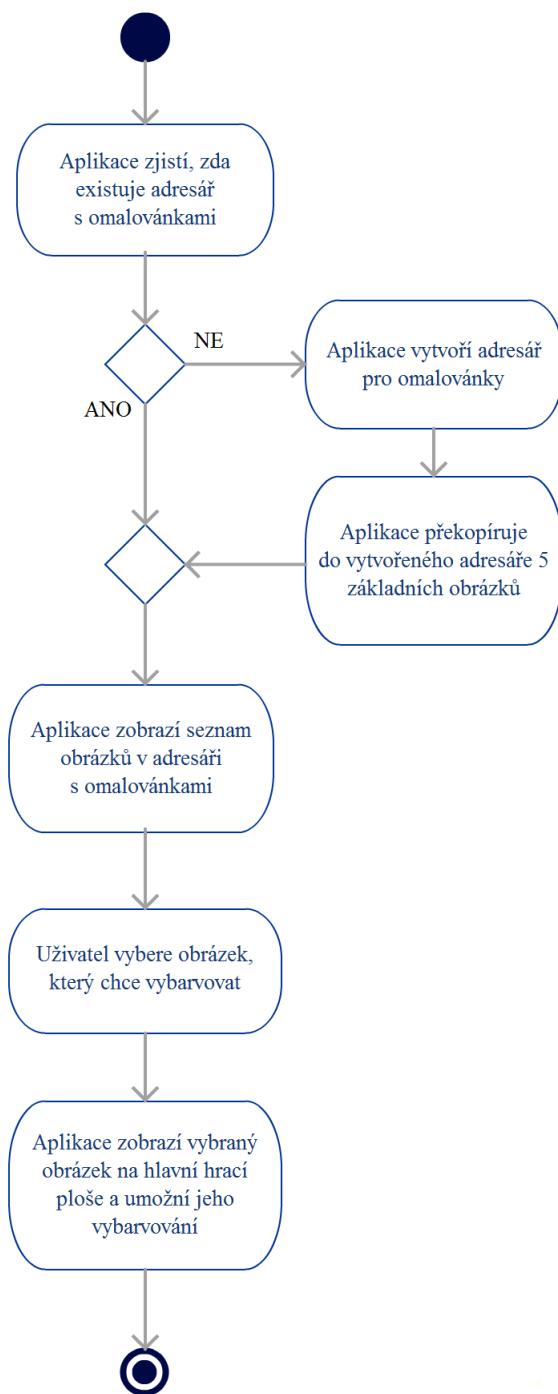 Aplikace zjistí, zda
existuje adresář
s omalovánkami
NE
Aplikace vytvoří adresář
pro omalovánky
ANO
Aplikace překopíruje
do vytvořeného adresáře 5
základních obrázků
Aplikace zobrazí seznam
obrázků v adresáři
s omalovánkami
Uživatel vybere obrázek,
který chce vybarvovat
Aplikace zobrazí vybraný
obrázek na hlavní hrací
ploše a umožní jeho
vybarvování